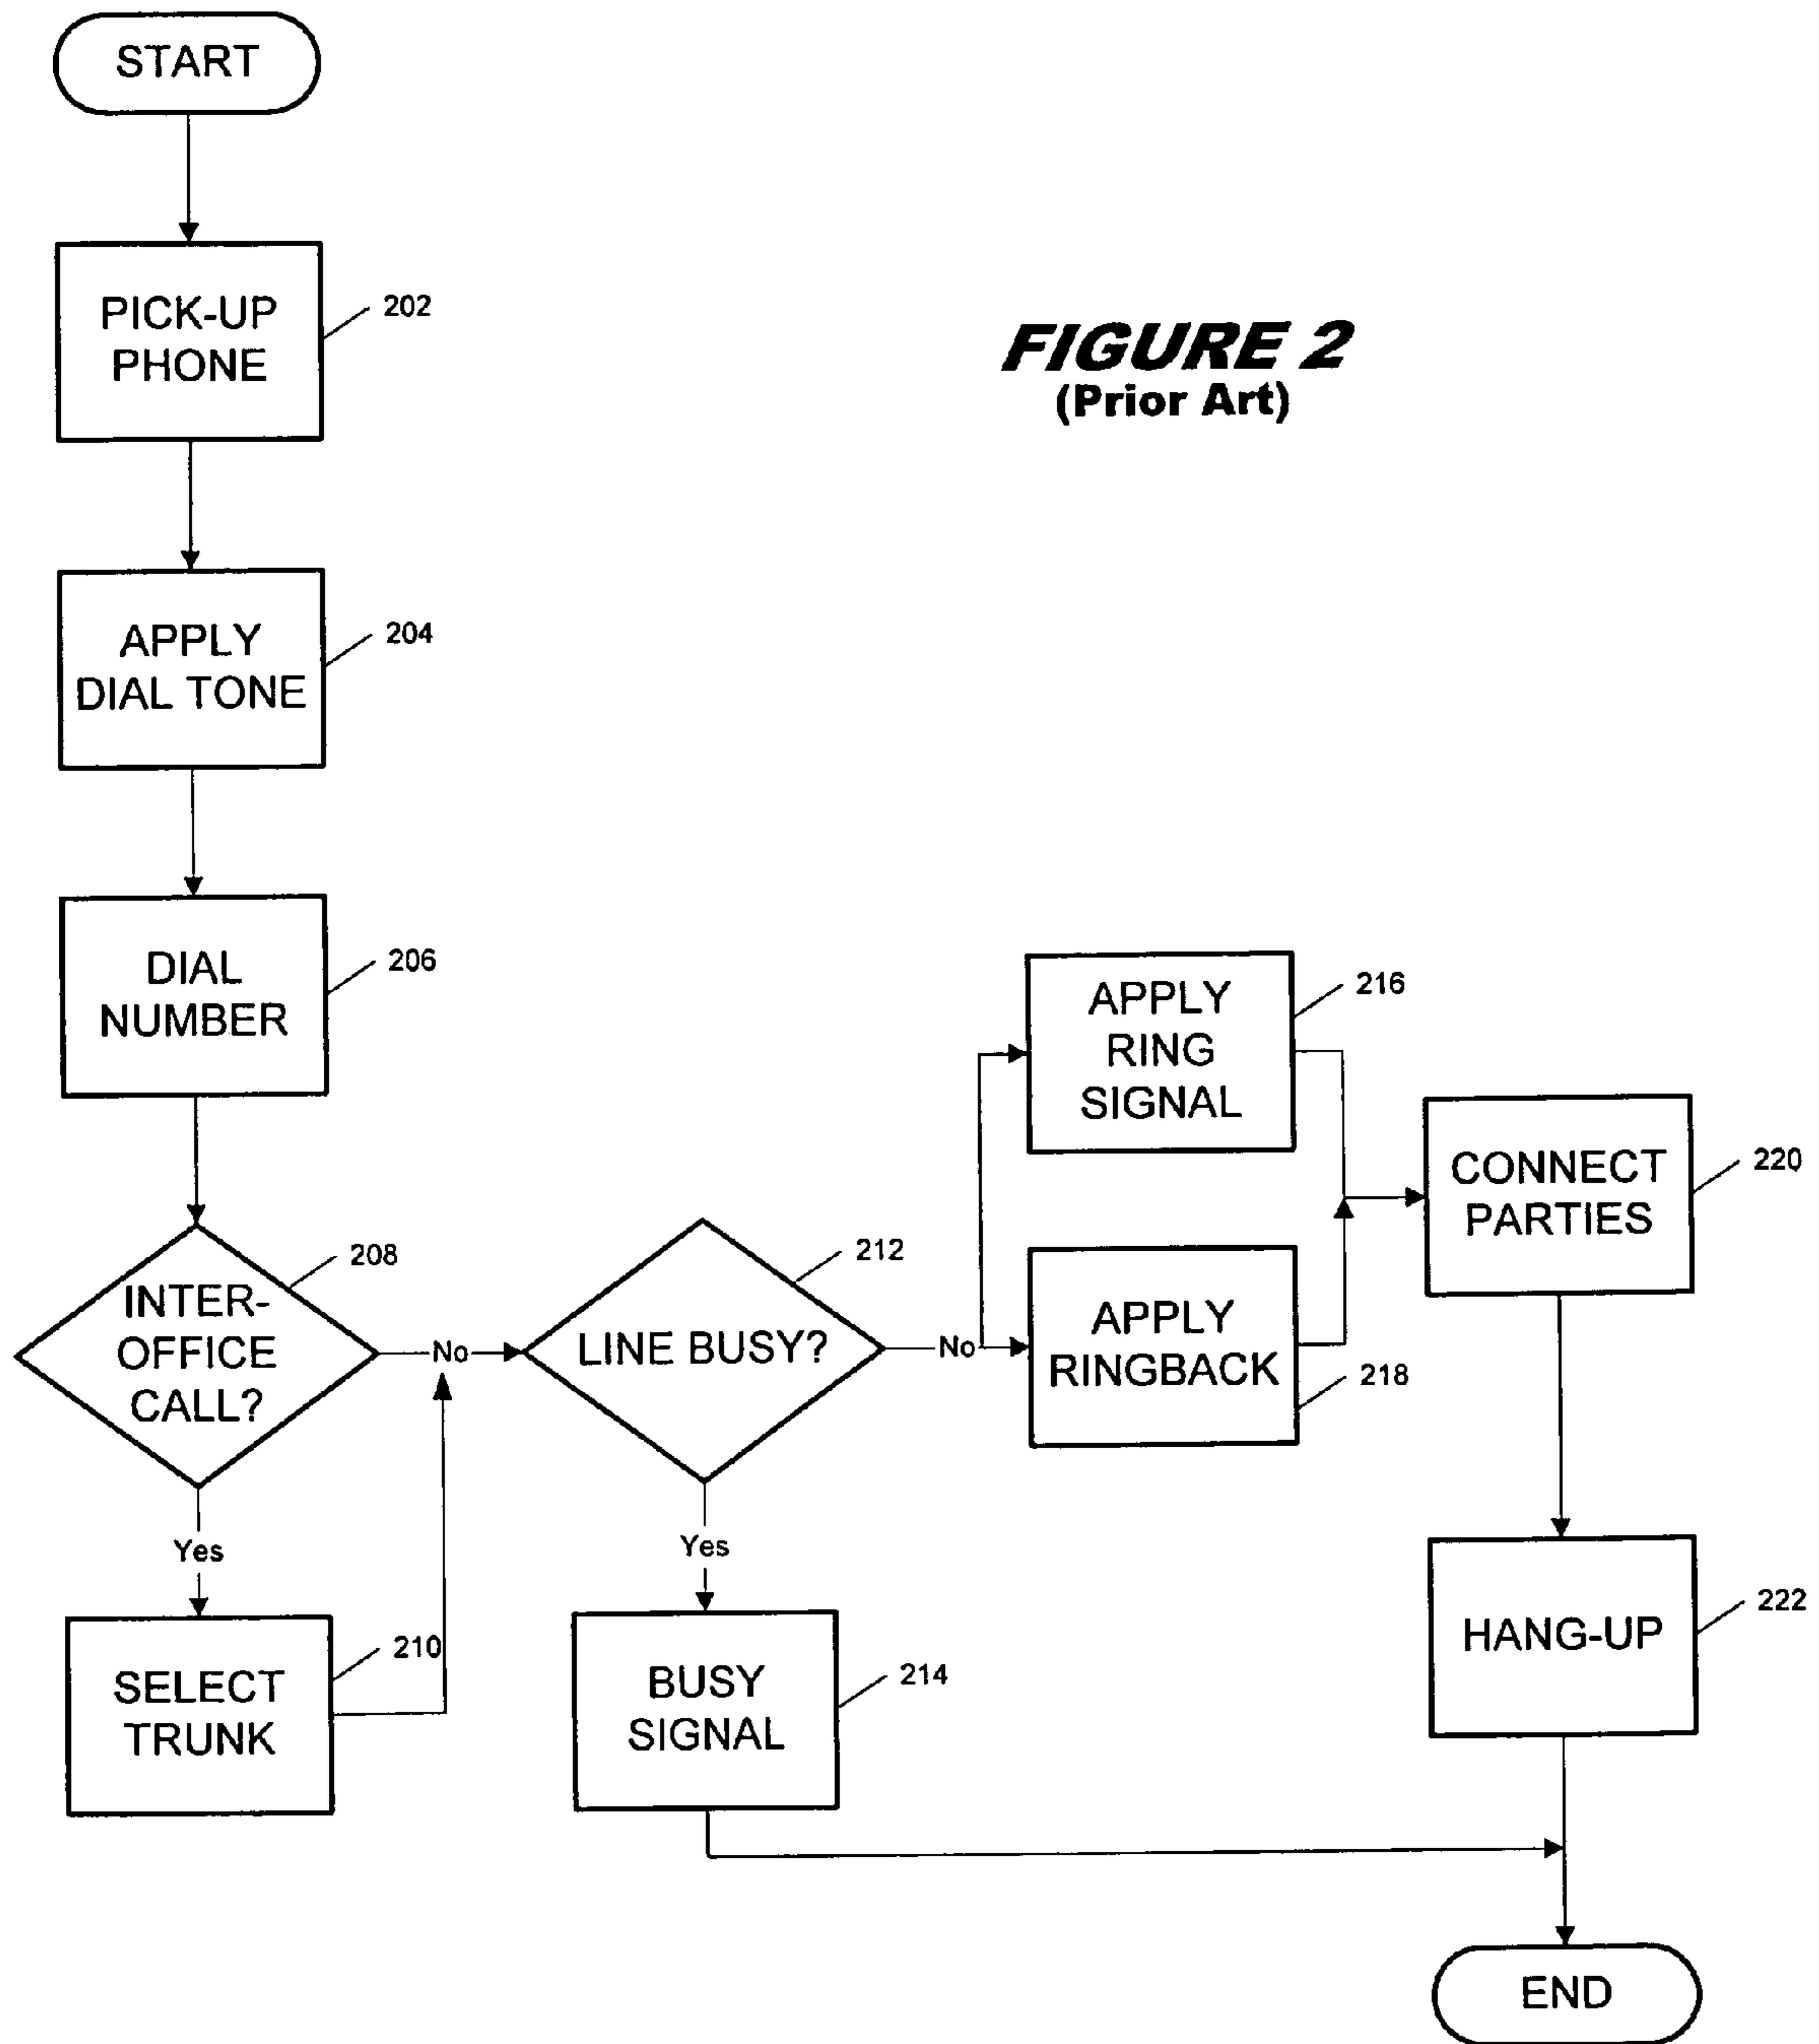 START
PICK-UP
PHONE
202
FIGURE 2
(Prior Art)
APPLY
DIAL TONE
204
DIAL
NUMBER
206
INTER-
OFFICE
CALL?
208
No
Yes
SELECT
TRUNK
210
LINE BUSY?
212
No
Yes
BUSY
SIGNAL
214
APPLY
RING
SIGNAL
216
APPLY
RINGBACK
218
CONNECT
PARTIES
220
HANG-UP
222
END